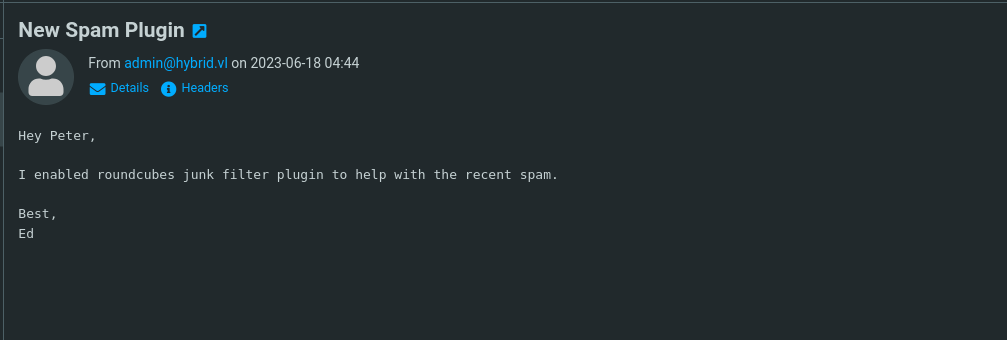 New Spam Plugin
From admin@hybrid.vl on 2023-06-18 04:44
Details Headers
Hey Peter,
I enabled roundcubes junk filter plugin to help with the recent spam.
Best,
Ed